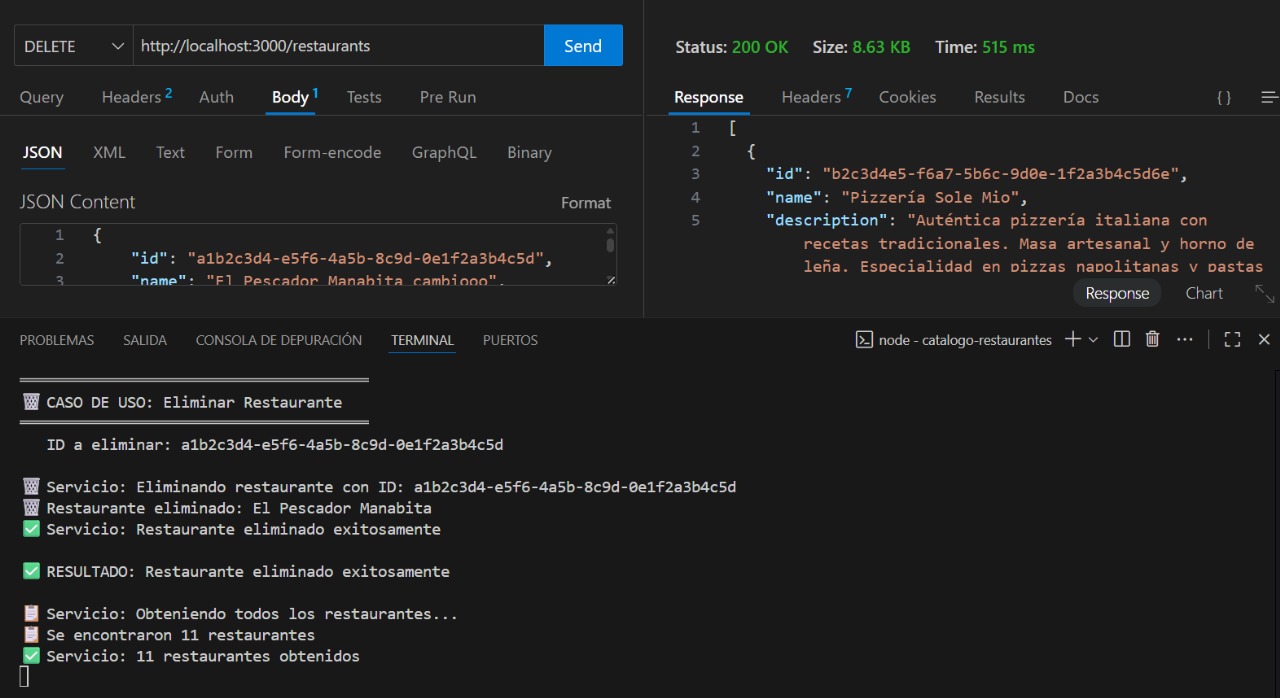 DELETE
http://localhost:3000/restaurants
Send
Query Headers 2 Auth Body 1 Tests Pre Run
JSON XML Text Form Form-encode GraphQL Binary
JSON Content
Format
1 {
2 "id": "a1b2c3d4-e5f6-4a5b-8c9d-0e1f2a3b4c5d",
3 "name": "El Pescador Manabita cambiooo",
Status: 200 OK Size: 8.63 KB Time: 515 ms
Response Headers 7 Cookies Results Docs { }
1 [
2 {
3 "id": "b2c3d4e5-f6a7-5b6c-9d0e-1f2a3b4c5d6e",
4 "name": "Pizzería Sole Mio",
5 "description": "Auténtica pizzería italiana con
recetas tradicionales. Masa artesanal y horno de
leña. Especialidad en pizzas napolitanas y pastas
Response Chart
PROBLEMAS SALIDA CONSOLA DE DEPURACIÓN TERMINAL PUERTOS
node - catalogo-restaurantes
CASO DE USO: Eliminar Restaurante
ID a eliminar: a1b2c3d4-e5f6-4a5b-8c9d-0e1f2a3b4c5d
Servicio: Eliminando restaurante con ID: a1b2c3d4-e5f6-4a5b-8c9d-0e1f2a3b4c5d
Restaurante eliminado: El Pescador Manabita
✅ Servicio: Restaurante eliminado exitosamente
✅ RESULTADO: Restaurante eliminado exitosamente
Servicio: Obteniendo todos los restaurantes...
Se encontraron 11 restaurantes
✅ Servicio: 11 restaurantes obtenidos